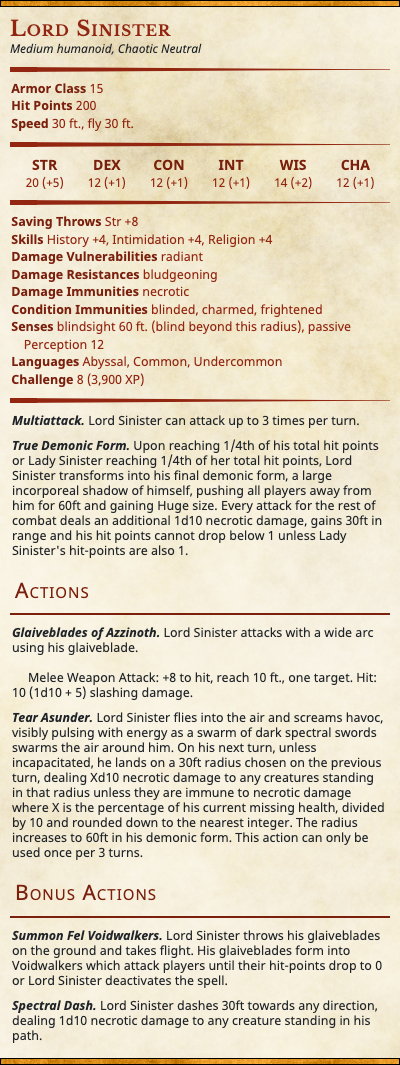 Lord Sinister
Medium humanoid, Chaotic Neutral
Armor Class 15
Hit Points 200
Speed 30 ft., fly 30 ft.
STR DEX CON INT WIS CHA
20 (+5) 12 (+1) 12 (+1) 12 (+1) 14 (+2) 12 (+1)
Saving Throws Str +8
Skills History +4, Intimidation +4, Religion +4
Damage Vulnerabilities radiant
Damage Resistances bludgeoning
Damage Immunities necrotic
Condition Immunities blinded, charmed, frightened
Senses blindsight 60 ft. (blind beyond this radius), passive
Perception 12
Languages Abyssal, Common, Undercommon
Challenge 8 (3,900 XP)
Multiattack. Lord Sinister can attack up to 3 times per turn.
True Demonic Form. Upon reaching 1/4th of his total hit points
or Lady Sinister reaching 1/4th of her total hit points, Lord
Sinister transforms into his final demonic form, a large
incorporeal shadow of himself, pushing all players away from
him for 60ft and gaining Huge size. Every attack for the rest of
combat deals an additional 1d10 necrotic damage, gains 30ft in
range and his hit points cannot drop below 1 unless Lady
Sinister's hit-points are also 1.
Actions
Glaiveblades of Azzinoth. Lord Sinister attacks with a wide arc
using his glaiveblade.
Melee Weapon Attack: +8 to hit, reach 10 ft., one target. Hit:
10 (1d10 + 5) slashing damage.
Tear Asunder. Lord Sinister flies into the air and screams havoc,
visibly pulsing with energy as a swarm of dark spectral swords
swarms the air around him. On his next turn, unless
incapacitated, he lands on a 30ft radius chosen on the previous
turn, dealing Xd10 necrotic damage to any creatures standing
in that radius unless they are immune to necrotic damage
where X is the percentage of his current missing health, divided
by 10 and rounded down to the nearest integer. The radius
increases to 60ft in his demonic form. This action can only be
used once per 3 turns.
Bonus Actions
Summon Fel Voidwalkers. Lord Sinister throws his glaiveblades
on the ground and takes flight. His glaiveblades form into
Voidwalkers which attack players until their hit-points drop to 0
or Lord Sinister deactivates the spell.
Spectral Dash. Lord Sinister dashes 30ft towards any direction,
dealing 1d10 necrotic damage to any creature standing in his
path.